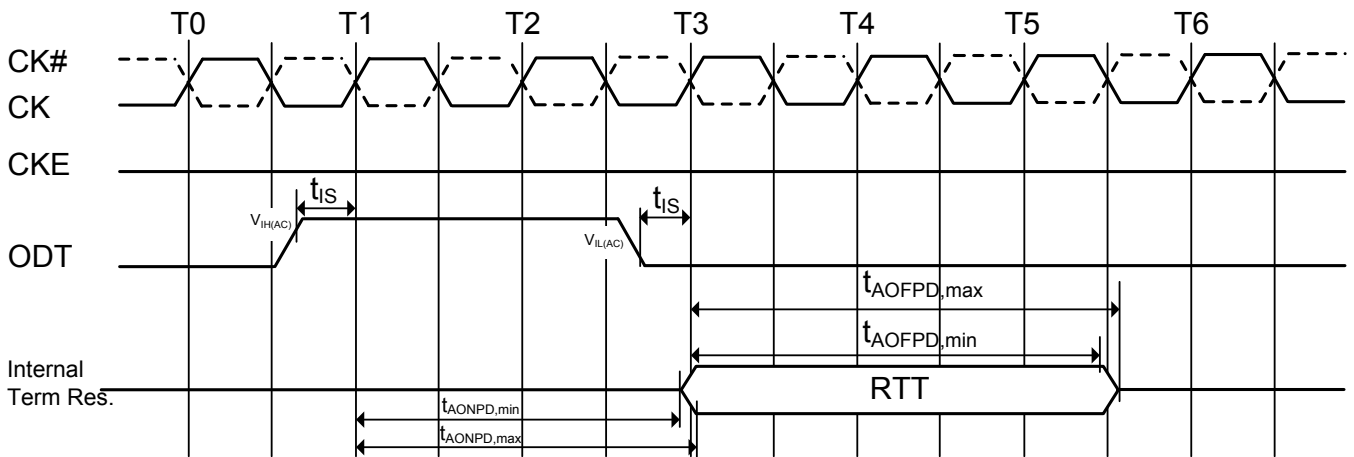 T0 T1 T2 T3 T4 T5 T6
CK#
CK
CKE
tIS tIS
VIH(AC) VIL(AC)
ODT
tAOFPD,max
tAOFPD,min
Internal
Term Res.
RTT
tAONPD,min
tAONPD,max